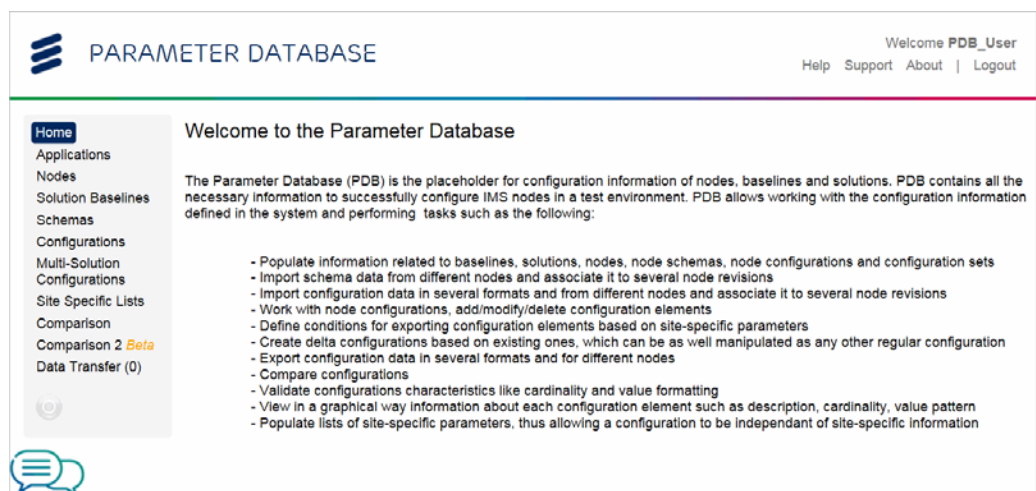 PARAMETER DATABASE
Welcome PDB_User
Help Support About | Logout
Home
Applications
Nodes
Solution Baselines
Schemas
Configurations
Multi-Solution
Configurations
Site Specific Lists
Comparison
Comparison 2 Beta
Data Transfer (0)
Welcome to the Parameter Database
The Parameter Database (PDB) is the placeholder for configuration information of nodes, baselines and solutions. PDB contains all the
necessary information to successfully configure IMS nodes in a test environment. PDB allows working with the configuration information
defined in the system and performing tasks such as the following:
- Populate information related to baselines, solutions, nodes, node schemas, node configurations and configuration sets
- Import schema data from different nodes and associate it to several node revisions
- Import configuration data in several formats and from different nodes and associate it to several node revisions
- Work with node configurations, add/modify/delete configuration elements
- Define conditions for exporting configuration elements based on site-specific parameters
- Create delta configurations based on existing ones, which can be as well manipulated as any other regular configuration
- Export configuration data in several formats and for different nodes
- Compare configurations
- Validate configurations characteristics like cardinality and value formatting
- View in a graphical way information about each configuration element such as description, cardinality, value pattern
- Populate lists of site-specific parameters, thus allowing a configuration to be independant of site-specific information